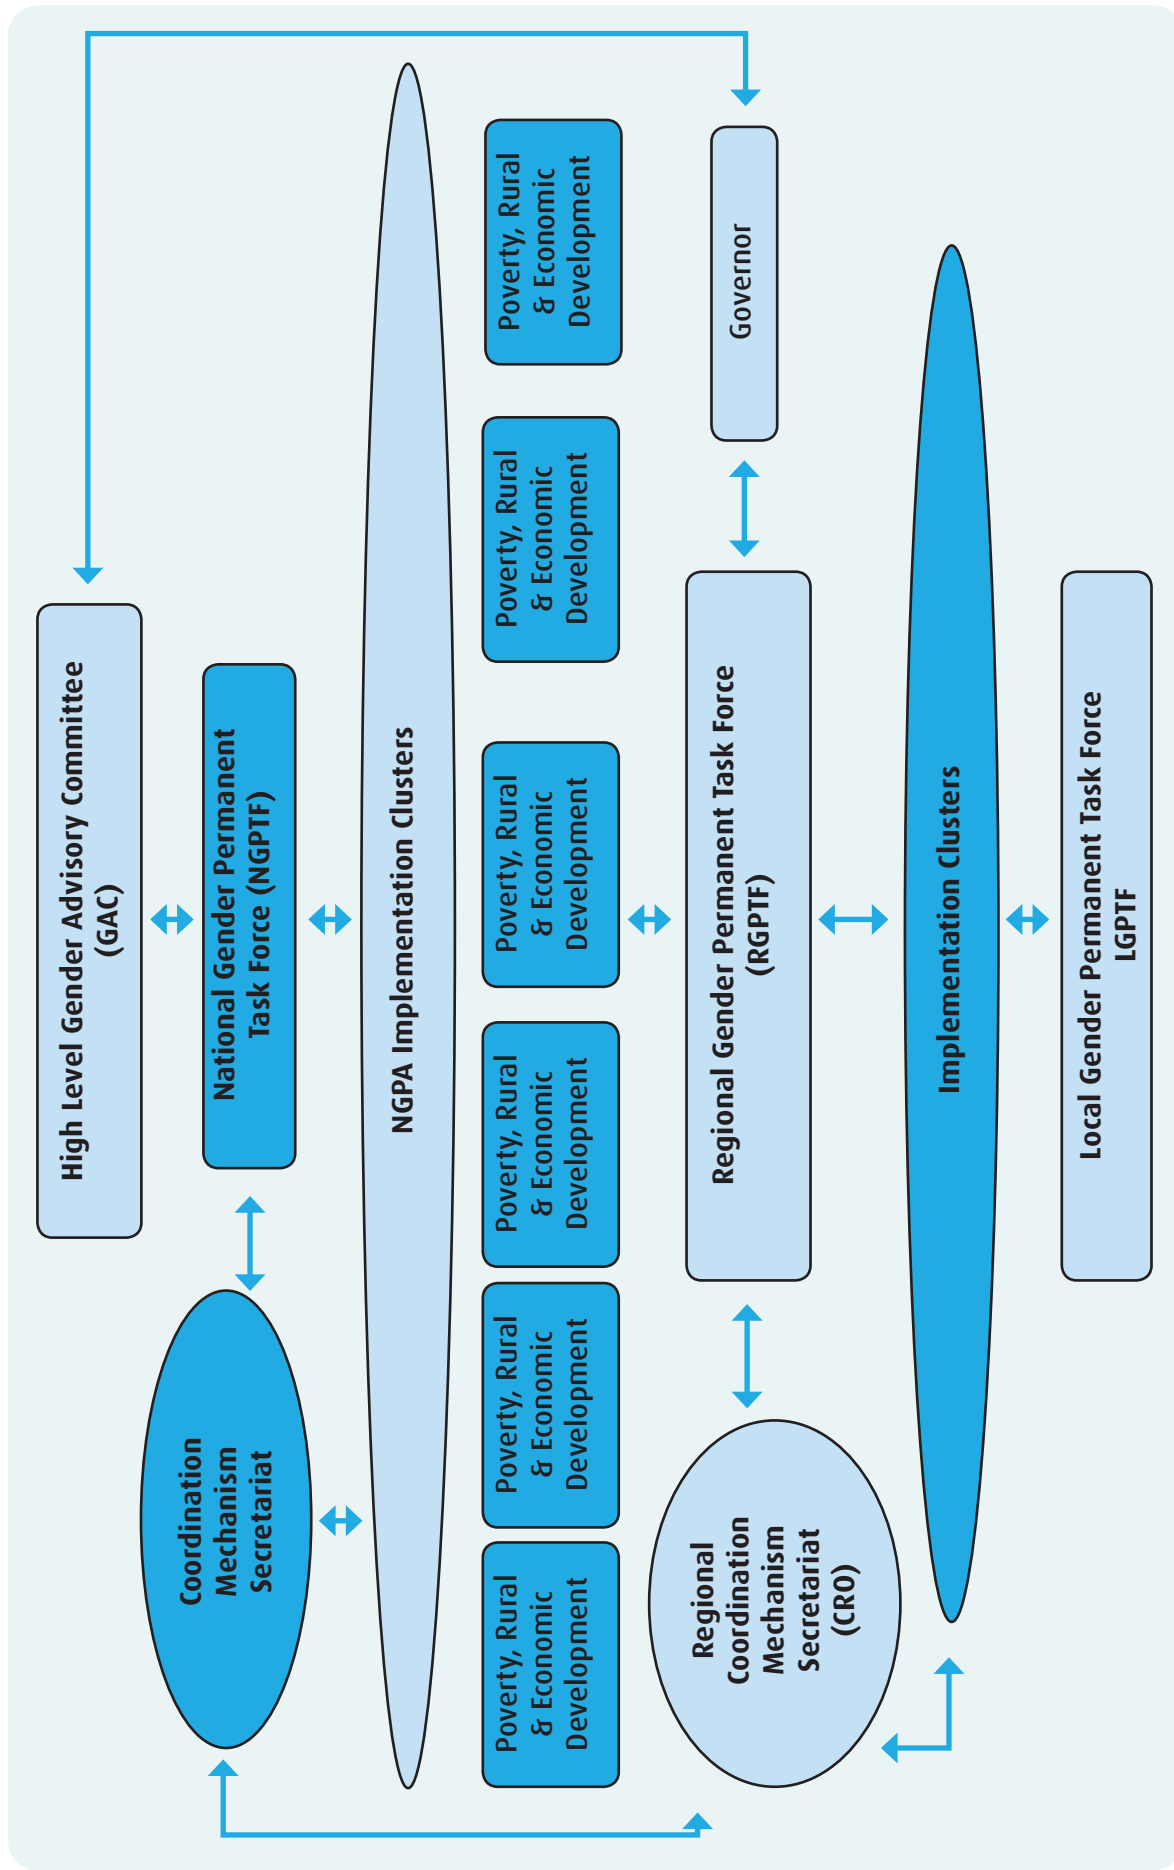 High Level Gender Advisory Committee
(GAC)
National Gender Permanent
Task Force (NGPTF)
Coordination
Mechanism
Secretariat
NGPA Implementation Clusters
Poverty, Rural
& Economic
Development
Poverty, Rural
& Economic
Development
Poverty, Rural
& Economic
Development
Poverty, Rural
& Economic
Development
Poverty, Rural
& Economic
Development
Poverty, Rural
& Economic
Development
Regional
Coordination
Mechanism
Secretariat
(CRO)
Regional Gender Permanent Task Force
(RGPTF)
Governor
Implementation Clusters
Local Gender Permanent Task Force
LGPTF